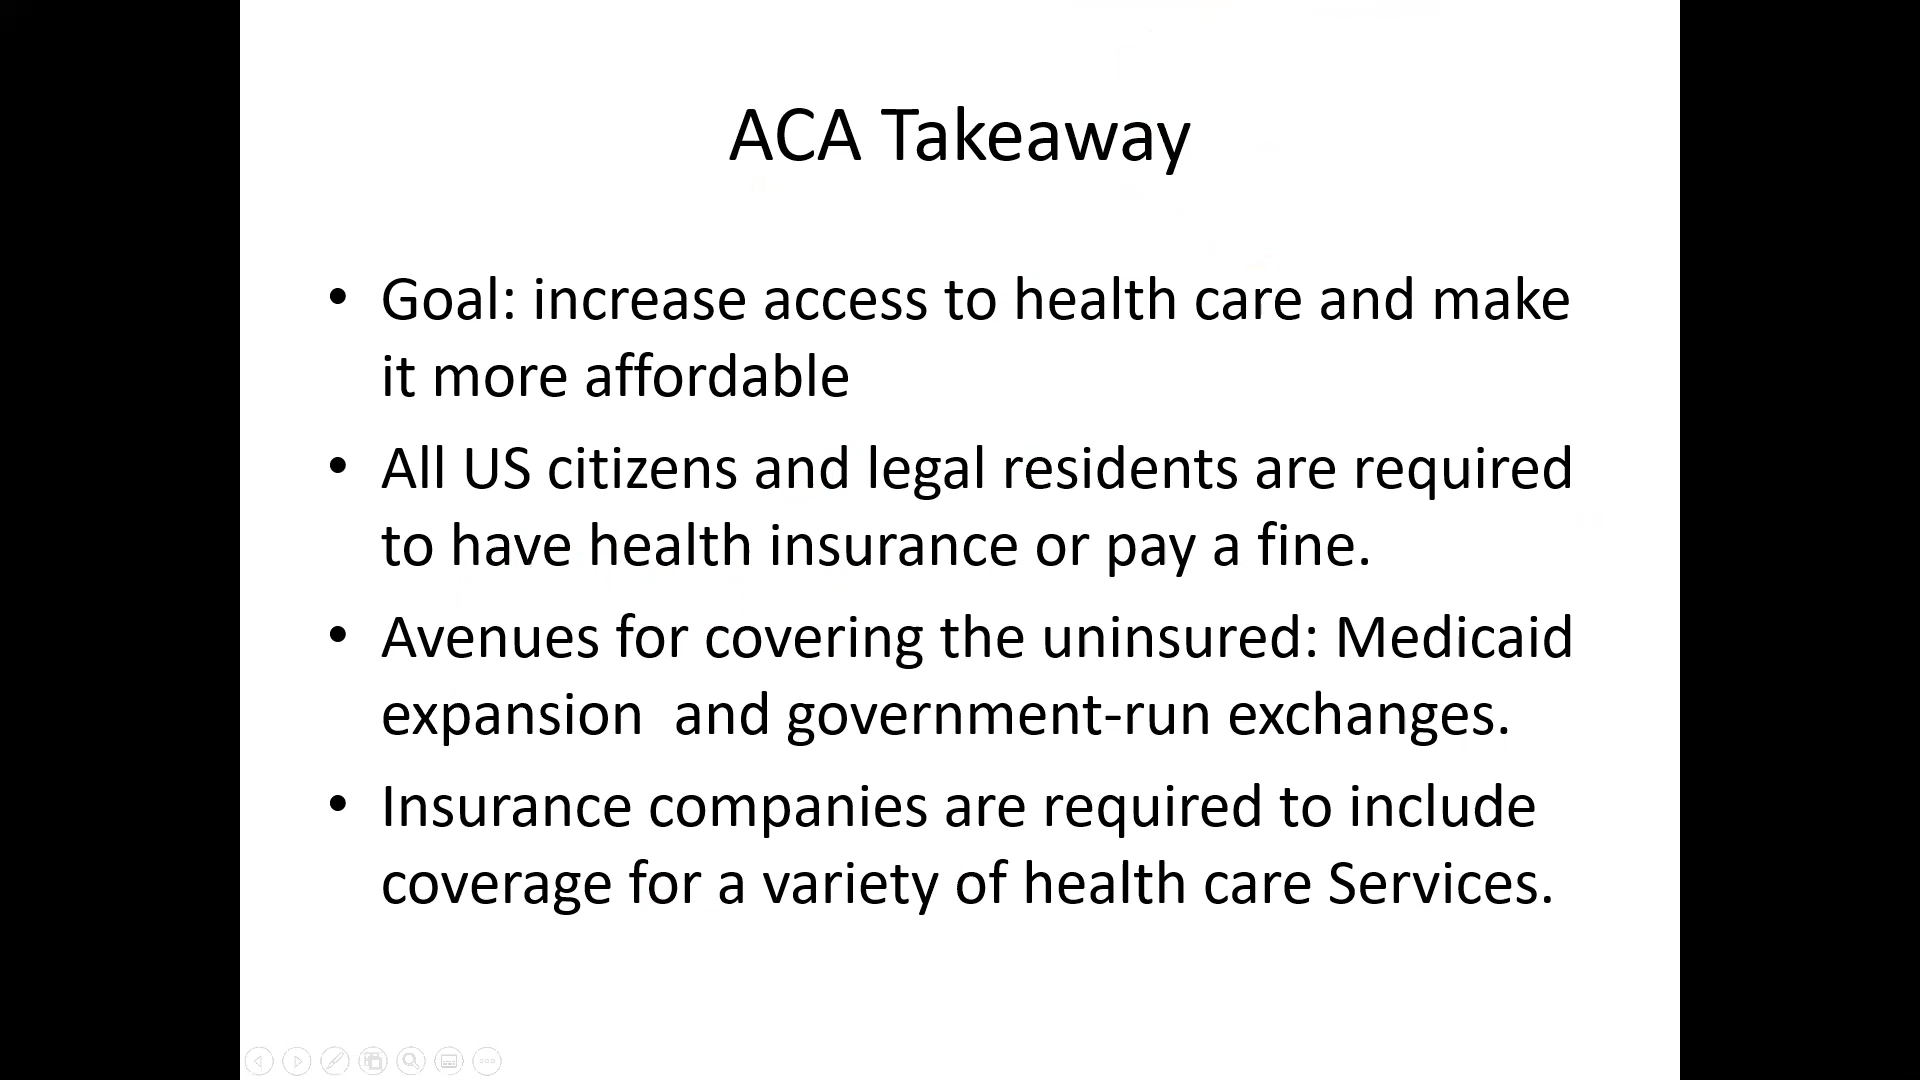 ACA Takeaway
• Goal: increase access to health care and make
it more affordable
• All US citizens and legal residents are required
to have health insurance or pay a fine.
• Avenues for covering the uninsured: Medicaid
expansion  and government-run exchanges.
• Insurance companies are required to include
coverage for a variety of health care Services.